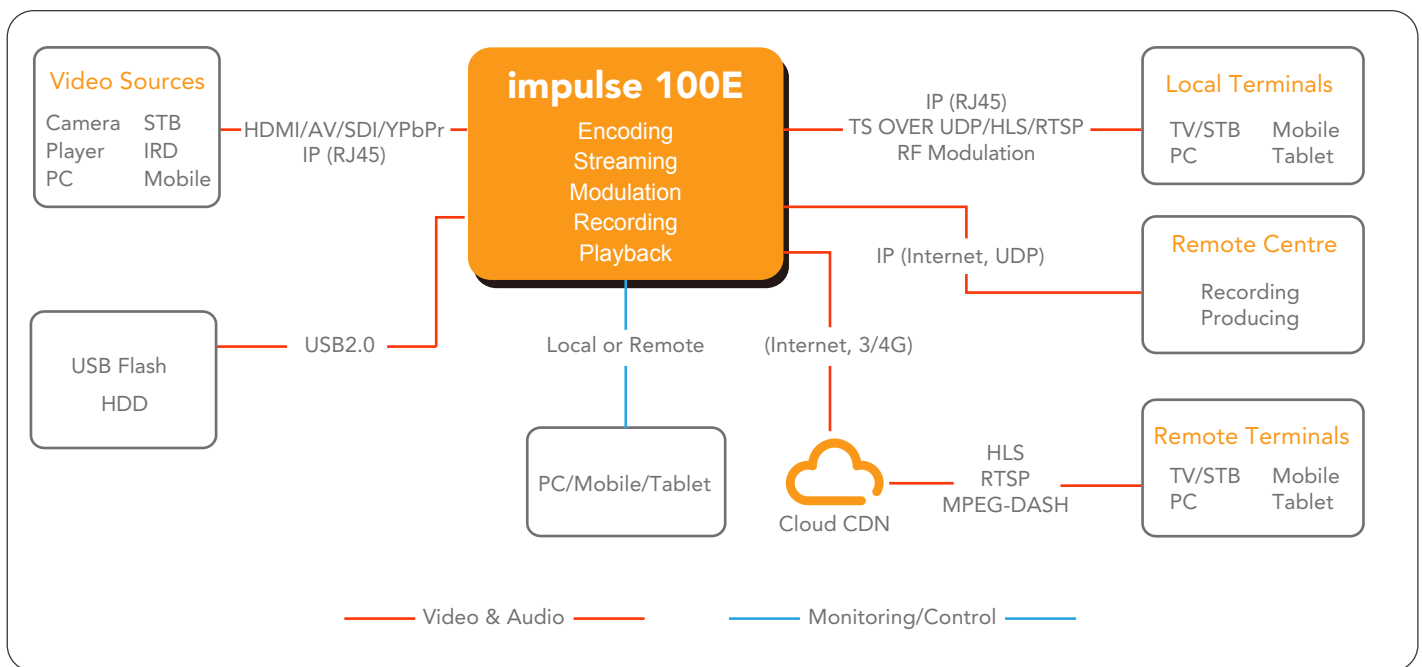 Video Sources
Camera STB
Player IRD
PC Mobile
HDMI/AV/SDI/YPbPr
IP (RJ45)
impulse 100E
Encoding
Streaming
Modulation
Recording
Playback
IP (RJ45)
TS OVER UDP/HLS/RTSP
RF Modulation
Local Terminals
TV/STB Mobile
PC Tablet
IP (Internet, UDP)
Remote Centre
Recording
Producing
USB Flash
HDD
USB2.0
Local or Remote
(Internet, 3/4G)
PC/Mobile/Tablet
Cloud CDN
HLS
RTSP
MPEG-DASH
Remote Terminals
TV/STB Mobile
PC Tablet
Video & Audio
Monitoring/Control